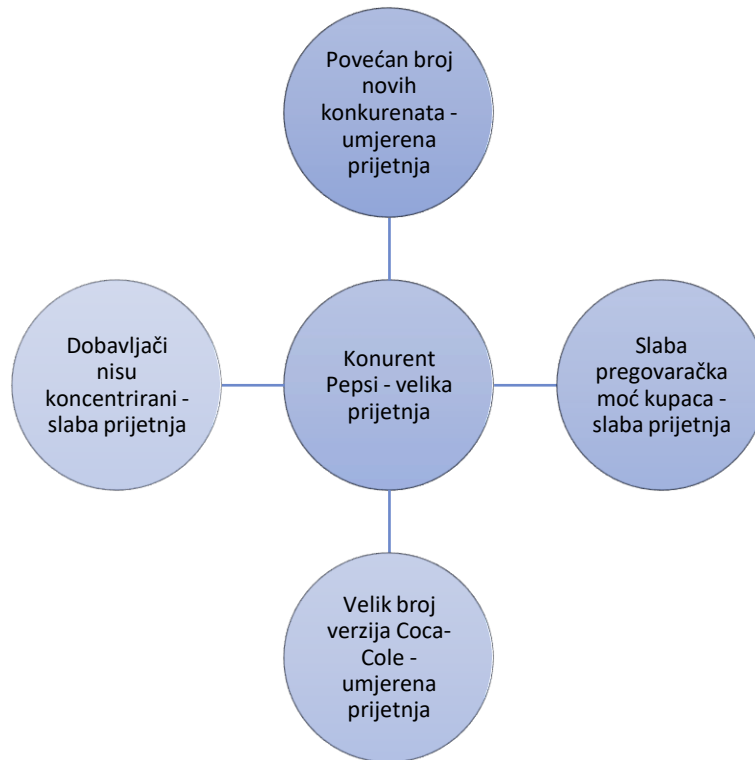 Povećan broj
novih
konkurenata -
umjerena
prijetnja
Dobavljači
nisu
koncentrirani -
slaba prijetnja
Konurent
Pepsi - velika
prijetnja
Slaba
pregovaračka
moć kupaca -
slaba prijetnja
Velik broj
verzija Coca-
Cole -
umjerena
prijetnja